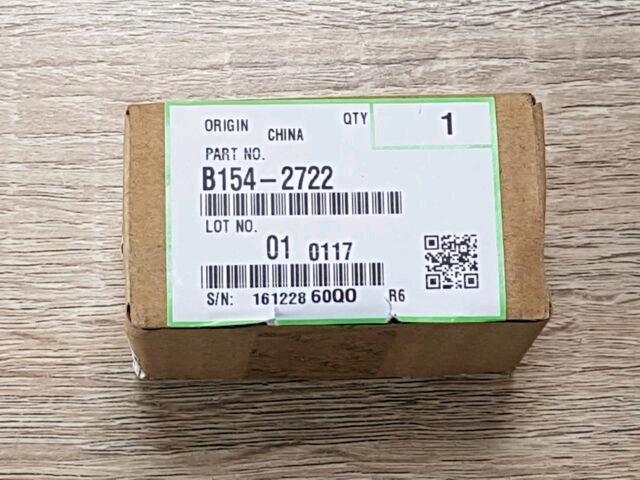 ORIGIN CHINA QTY 1
PART NO.
B154-2722
LOT NO.
01 0117
S/N: 161228 60Q0 R6